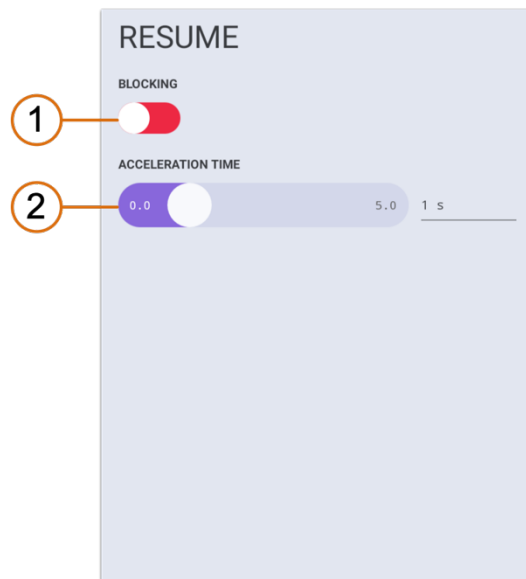 RESUME
BLOCKING
1
ACCELERATION TIME
2
0.0 5.0 1 s